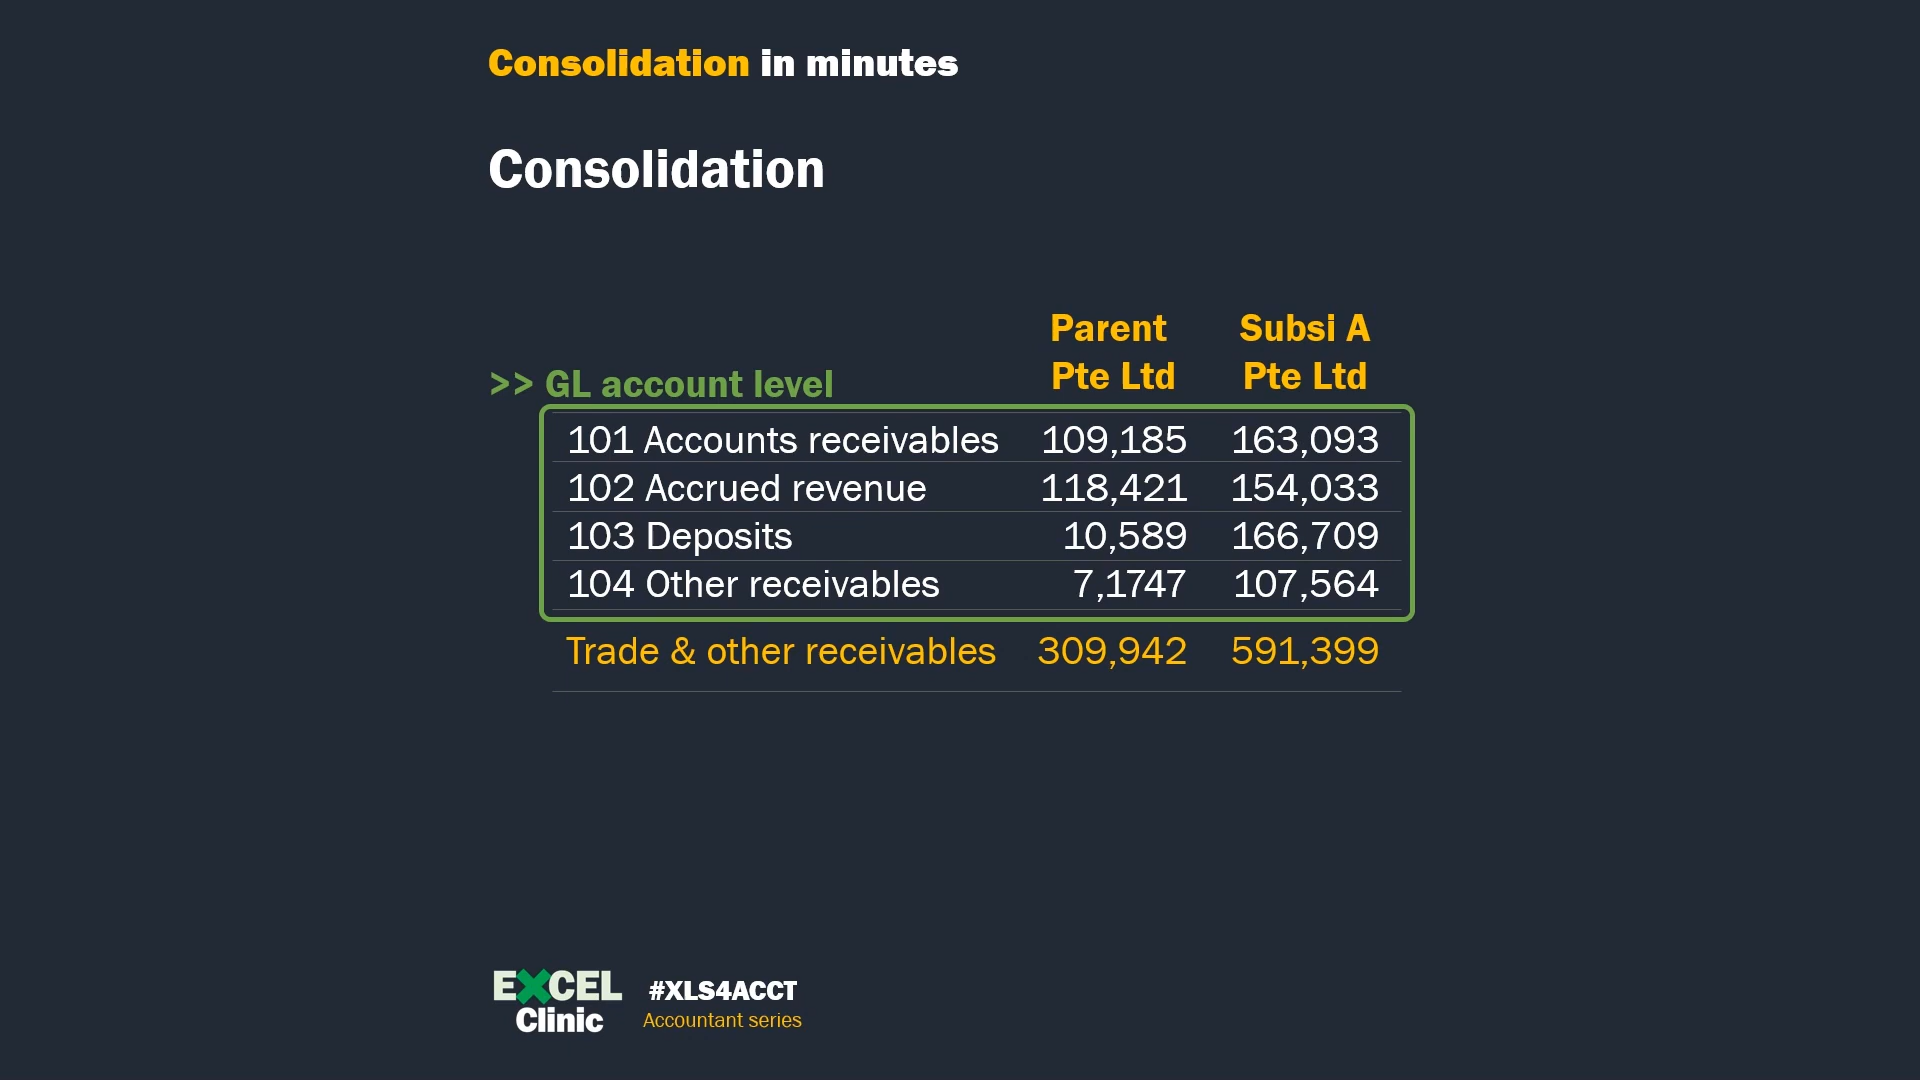 Consolidation in minutes
Consolidation
Parent Subsi A
>> GL account level Pte Ltd Pte Ltd
101 Accounts receivables 109,185 163,093
102 Accrued revenue 118,421 154,033
103 Deposits 10,589 166,709
104 Other receivables 7,1747 107,564
Trade & other receivables 309,942 591,399
EXCEL
Clinic
#XLS4ACCT
Accountant series